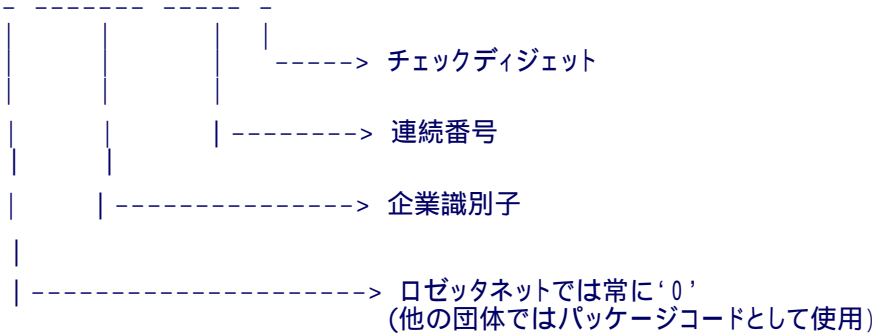 - ------- ----- -
-----> チェックディジェット
|--------> 連続番号
|---------------> 企業識別子
|---------------------> ロゼッタネットでは常に‘0’
(他の団体ではパッケージコードとして使用)